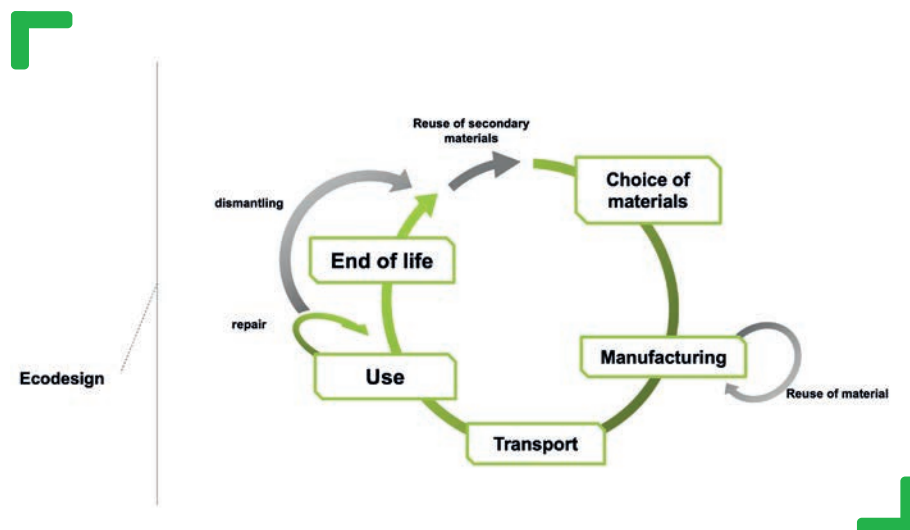 Reuse of secondary
materials
Choice of
materials
dismantling
End of life
repair
Manufacturing
Use
Ecodesign
Reuse of material
Transport